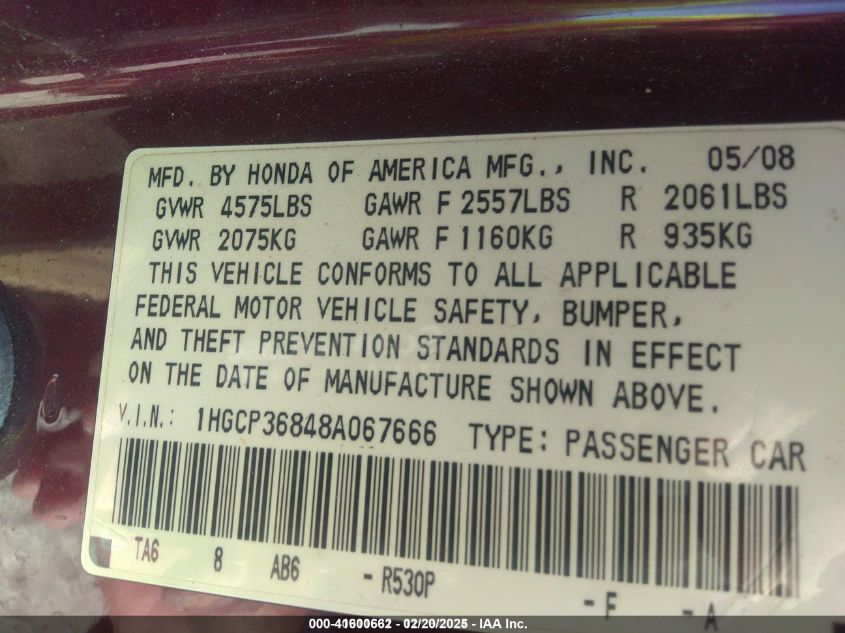 MFD. BY HONDA OF AMERICA MFG., INC. 05/08
GVWR 4575LBS GAWR F 2557LBS R 2061LBS
GVWR 2075KG GAWR F 1160KG R 935KG
THIS VEHICLE CONFORMS TO ALL APPLICABLE
FEDERAL MOTOR VEHICLE SAFETY, BUMPER,
AND THEFT PREVENTION STANDARDS IN EFFECT
ON THE DATE OF MANUFACTURE SHOWN ABOVE.
V.I.N.: 1HGCP36848A067666 TYPE: PASSENGER CAR
TA6 8 AB6 - R530P - F - A
000-41600662 - 02/20/2025 - IAA Inc.